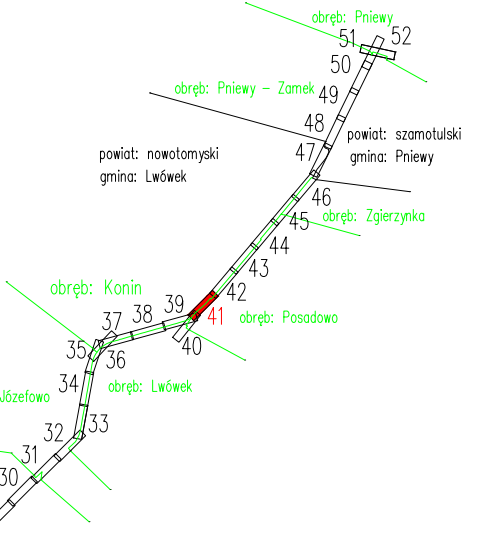 obręb: Pniewy
52
51
50
obręb: Pniewy – Zamek
49
48
powiat: szamotulski
gmina: Pniewy
47
powiat: nowotomyski
gmina: Lwówek
46
obręb: Zgierzynka
45
44
43
obręb: Konin
42
39
38
41
obręb: Posadowo
37
40
35
36
34
obręb: Lwówek
Józefowo
33
32
31
30